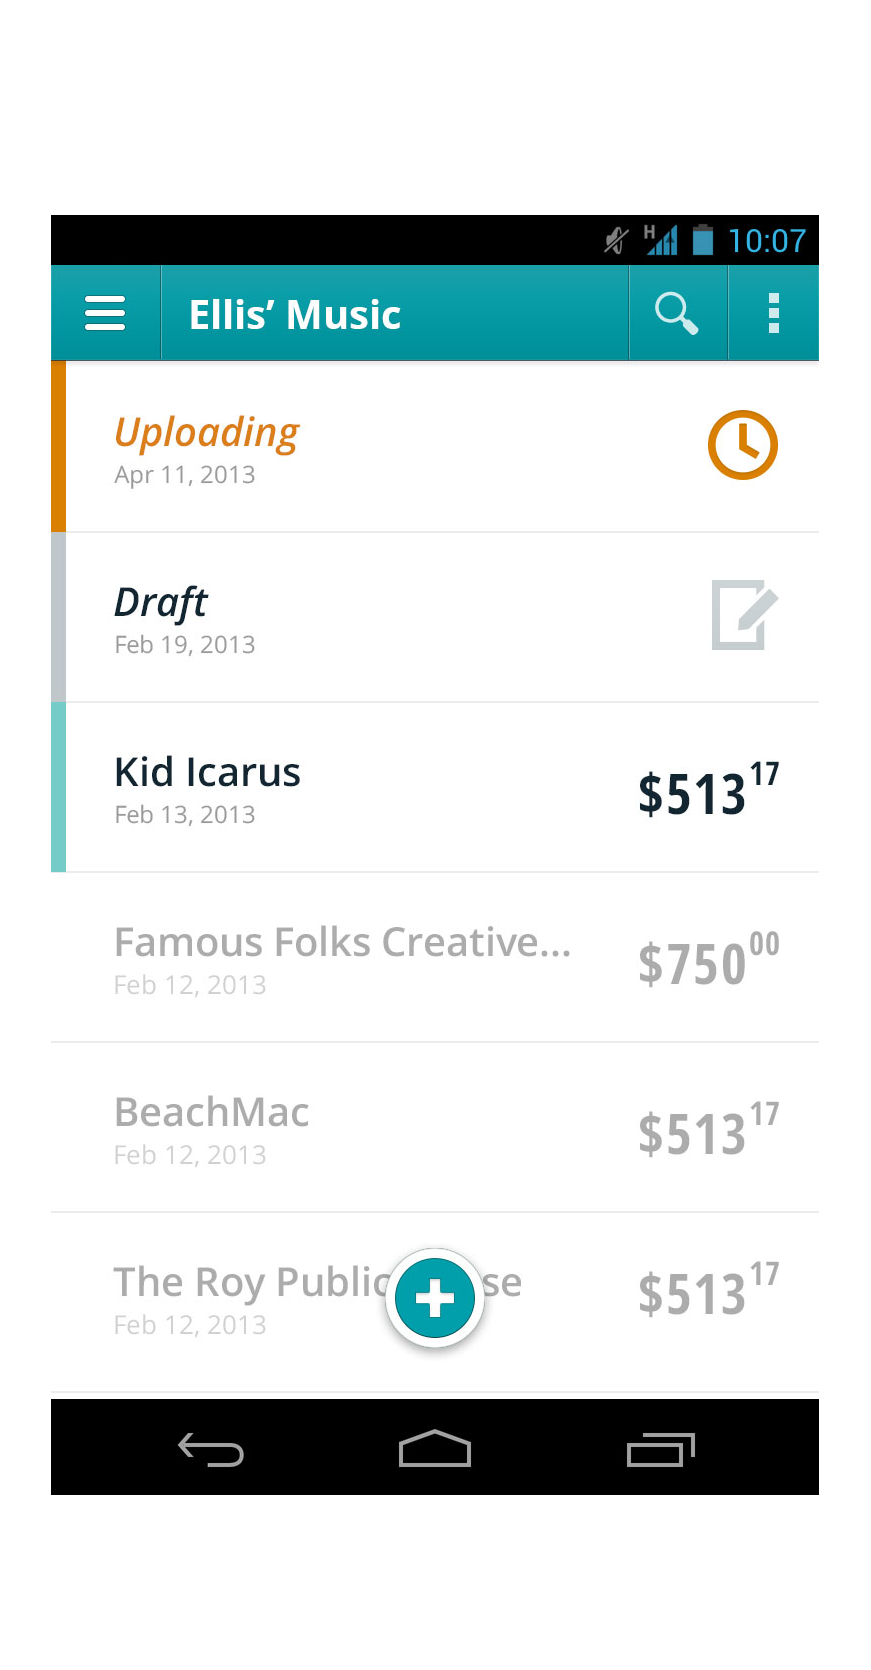 H 10:07
Ellis’ Music
Uploading
Apr 11, 2013
Draft
Feb 19, 2013
Kid Icarus
$513 17
Feb 13, 2013
Famous Folks Creative...
$750 00
Feb 12, 2013
BeachMac
$513 17
Feb 12, 2013
The Roy Public se
$513 17
Feb 12, 2013